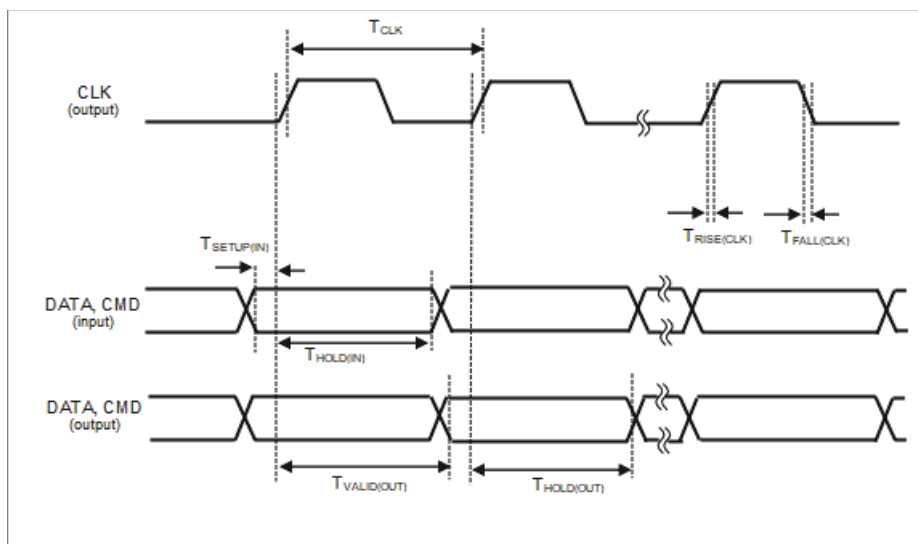 TCLK
CLK
(output)
TRISE(CLK)
TFALL(CLK)
TSETUP(IN)
DATA, CMD
(input)
THOLD(IN)
DATA, CMD
(output)
TVALID(OUT)
THOLD(OUT)